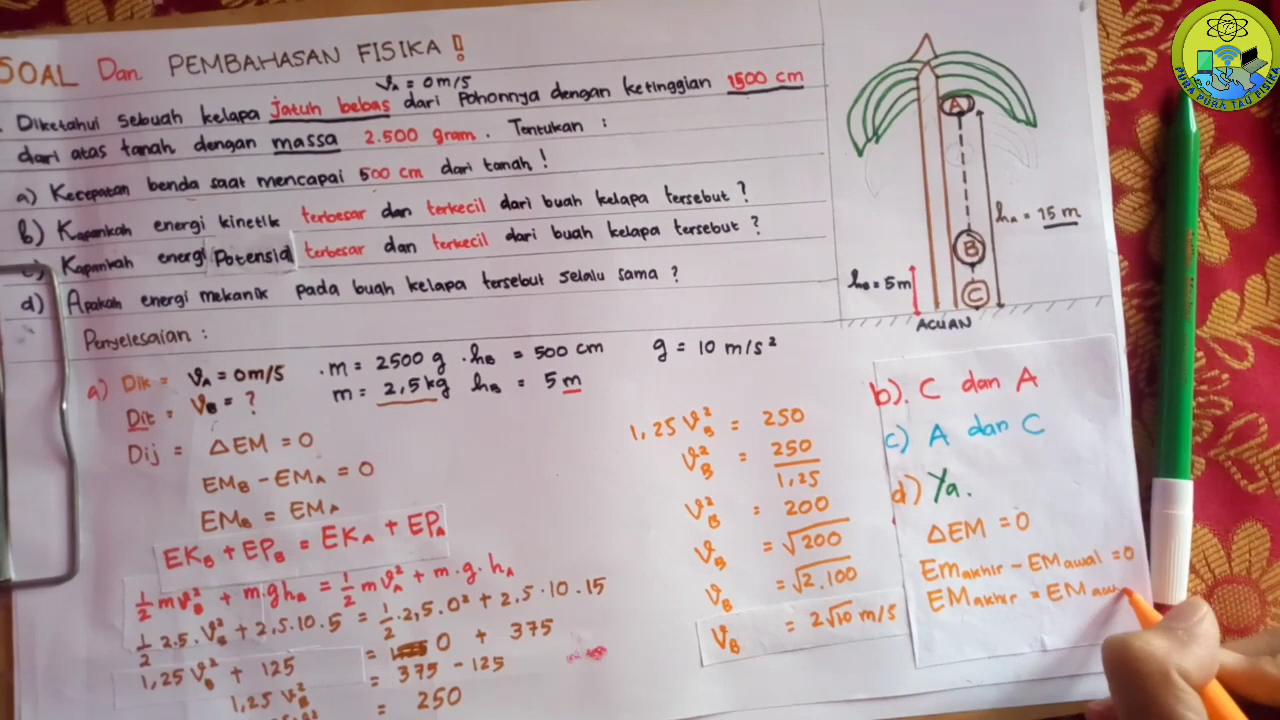 SOAL Dan PEMBAHASAN FISIKA!
vA = 0 m/s
Diketahui sebuah kelapa jatuh bebas dari Pohonnya dengan ketinggian 1500 cm
dari atas tanah dengan massa 2.500 gram. Tentukan :
a) Kecepatan benda saat mencapai 500 cm dari tanah!
b) Kapankah energi kinetik terbesar dan terkecil dari buah kelapa tersebut?
c) Kapankah energi Potensial terbesar dan terkecil dari buah kelapa tersebut?
d) Apakah energi mekanik pada buah kelapa tersebut selalu sama?
A
B
C
hA = 15 m
hB = 5 m
ACUAN
Penyelesaian :
a) Dik = vA = 0 m/s .m = 2500 g .hB = 500 cm g = 10 m/s²
m = 2,5 kg hB = 5 m
Dit = vB = ?
Dij = ΔEM = 0
EMB - EMA = 0
EMB = EMA
EKB + EPB = EKA + EPA
½ mvB² + m.ghB = ½ mvA² + m.g.hA
½ 2.5.vB² + 2,5.10.5 = ½.2,5.0² + 2,5.10.15
1,25 vB² + 125 = 0 + 375
1,25 vB² = 375 - 125
= 250
1,25 vB² = 250
vB² = 250/1,25
vB² = 200
vB = √200
vB = √2.100
vB = 2√10 m/s
b). C dan A
c) A dan C
d) Ya.
ΔEM = 0
Emakhir - EMawal = 0
EMakhir = EM
PURA PURA TAU FISIKA